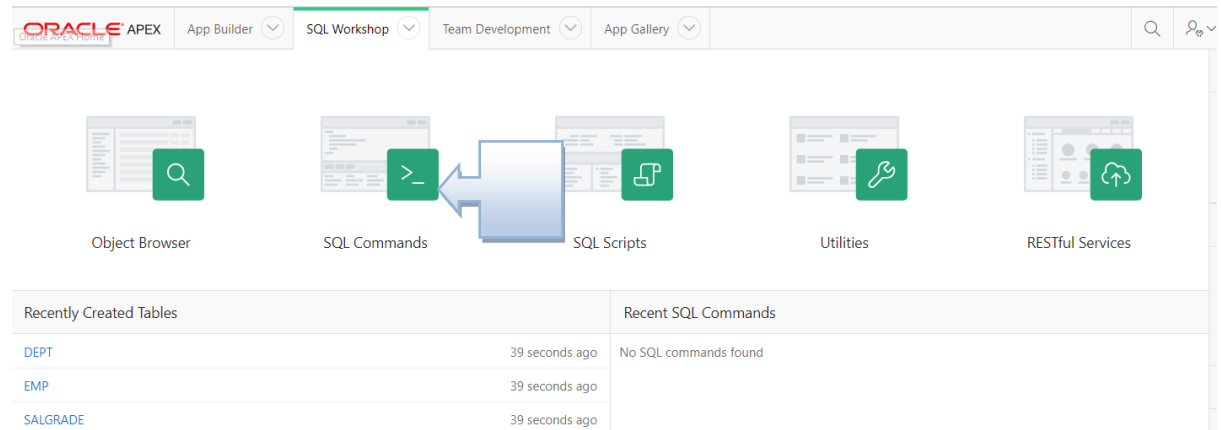 ORACLE APEX App Builder SQL Workshop Team Development App Gallery
Oracle APEX Home
Object Browser SQL Commands SQL Scripts Utilities RESTful Services
Recently Created Tables Recent SQL Commands
DEPT 39 seconds ago No SQL commands found
EMP 39 seconds ago
SALGRADE 39 seconds ago